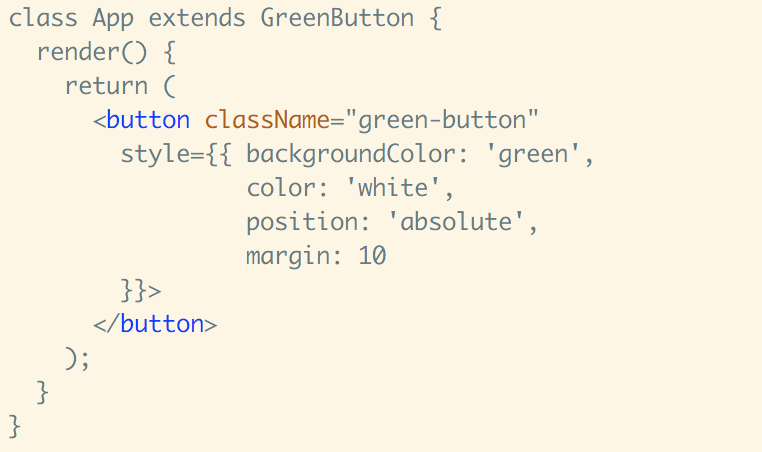 class App extends GreenButton {
  render() {
    return (
      <button className="green-button"
        style={{ backgroundColor: 'green',
                 color: 'white',
                 position: 'absolute',
                 margin: 10
        }}>
      </button>
    );
  }
}